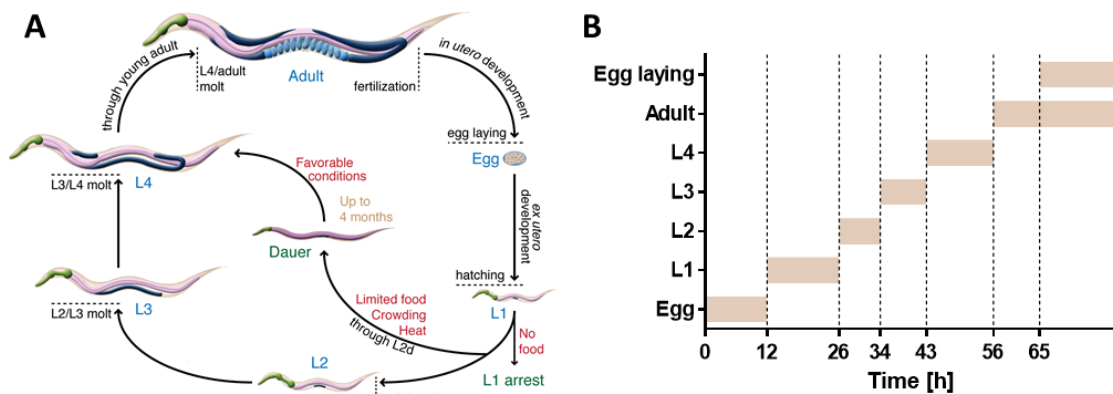 A
through young adult
L4/adult
molt
Adult
fertilization
in utero development
egg laying
Egg
ex utero
development
hatching
L1
No
food
L1 arrest
Limited food
Crowding
Heat
through L2d
L2
L2/L3 molt
L3
L3/L4 molt
L4
Favorable
conditions
Up to
4 months
Dauer
B
Egg laying
Adult
L4
L3
L2
L1
Egg
0 12 26 34 43 56 65
Time [h]